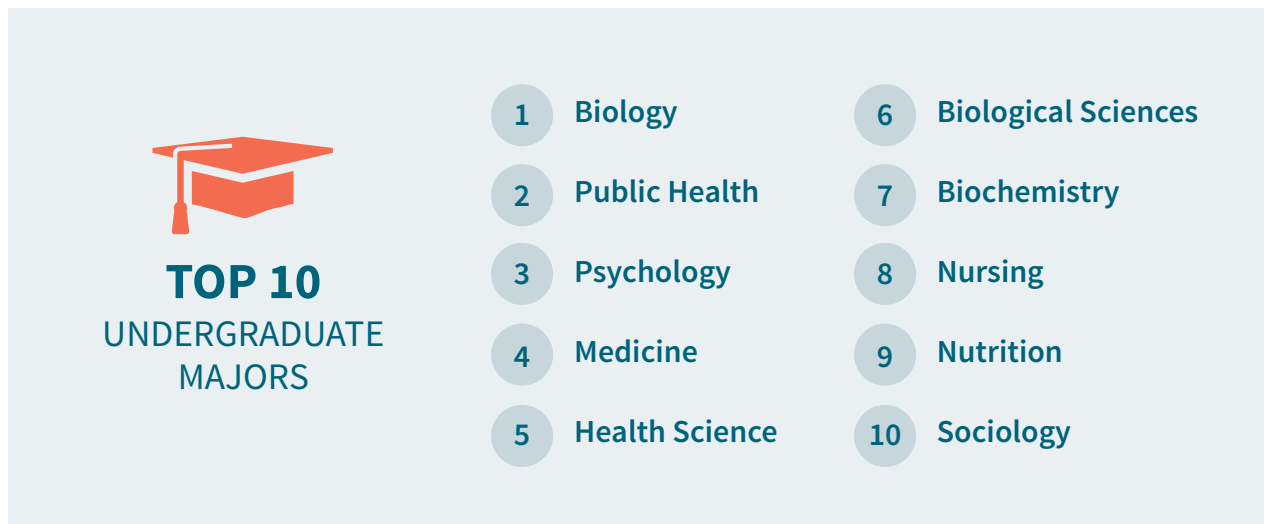 TOP 10
UNDERGRADUATE
MAJORS
1 Biology
2 Public Health
3 Psychology
4 Medicine
5 Health Science
6 Biological Sciences
7 Biochemistry
8 Nursing
9 Nutrition
10 Sociology